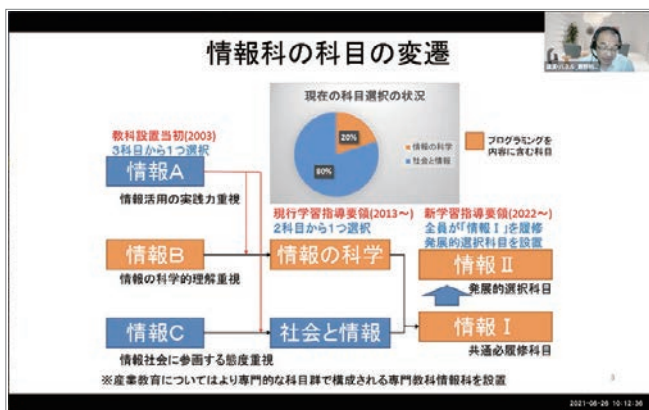 情報科の科目の変遷
現在の科目選択の状況
20%
80%
情報の科学
社会と情報
プログラミングを
内容に含む科目
教科設置当初(2003)
3科目から1つ選択
情報A
情報活用の実践力重視
現行学習指導要領(2013～)
2科目から1つ選択
新学習指導要領(2022～)
全員が「情報Ⅰ」を履修
発展的選択科目を設置
情報B
情報の科学的理解重視
情報の科学
情報Ⅱ
発展的選択科目
情報C
情報社会に参画する態度重視
社会と情報
情報Ⅰ
共通必履修科目
※産業教育についてはより専門的な科目群で構成される専門教科情報科を設置
3
2021-08-28 10:12:36